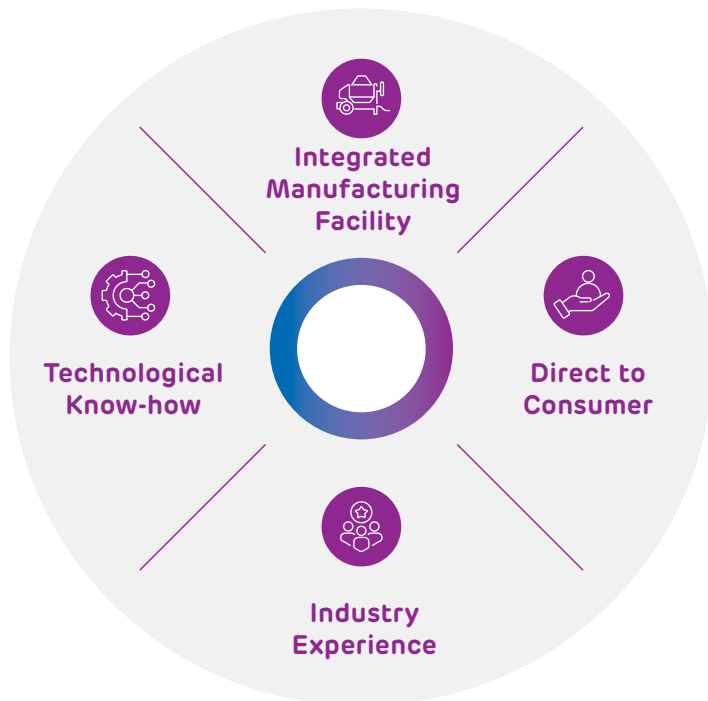 Integrated
Manufacturing
Facility
Technological
Know-how
Direct to
Consumer
Industry
Experience